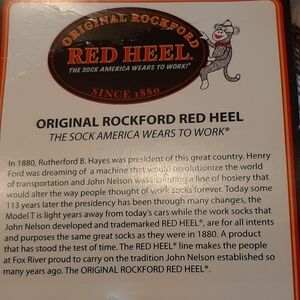 ORIGINAL ROCKFORD
RED HEEL®
THE SOCK AMERICA WEARS TO WORK!®
SINCE 1880
ORIGINAL ROCKFORD RED HEEL
THE SOCK AMERICA WEARS TO WORK®
In 1880, Rutherford B. Hayes was president of this great country. Henry
Ford was dreaming of a machine that would revolutionize the world
of transportation and John Nelson was inventing a line of hosiery that
would alter the way people thought of work socks forever. Today some
113 years later the presidency has been through many changes, the
Model T is light years away from today's cars while the work socks that
John Nelson developed and trademarked RED HEEL®, are for all intents
and purposes the same great socks as they were in 1880. A product
that has stood the test of time. The RED HEEL® line makes the people
at Fox River proud to carry on the tradition John Nelson established so
many years ago. The ORIGINAL ROCKFORD RED HEEL®.